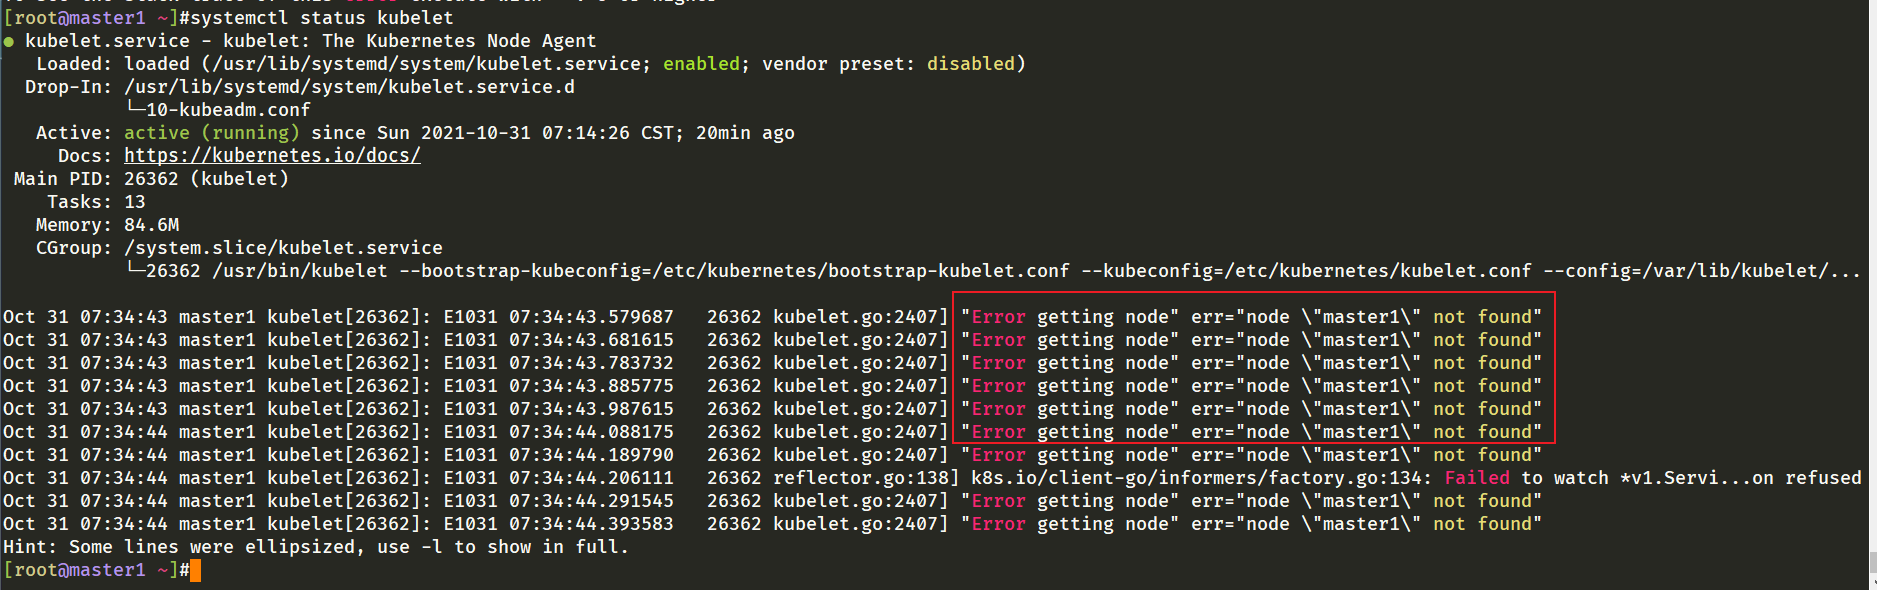 [root@master1 ~]#systemctl status kubelet
● kubelet.service - kubelet: The Kubernetes Node Agent
Loaded: loaded (/usr/lib/systemd/system/kubelet.service; enabled; vendor preset: disabled)
Drop-In: /usr/lib/systemd/system/kubelet.service.d
└─10-kubeadm.conf
Active: active (running) since Sun 2021-10-31 07:14:26 CST; 20min ago
Docs: https://kubernetes.io/docs/
Main PID: 26362 (kubelet)
Tasks: 13
Memory: 84.6M
CGroup: /system.slice/kubelet.service
└─26362 /usr/bin/kubelet --bootstrap-kubeconfig=/etc/kubernetes/bootstrap-kubelet.conf --kubeconfig=/etc/kubernetes/kubelet.conf --config=/var/lib/kubelet/...
Oct 31 07:34:43 master1 kubelet[26362]: E1031 07:34:43.579687 26362 kubelet.go:2407] "Error getting node" err="node \"master1\" not found"
Oct 31 07:34:43 master1 kubelet[26362]: E1031 07:34:43.681615 26362 kubelet.go:2407] "Error getting node" err="node \"master1\" not found"
Oct 31 07:34:43 master1 kubelet[26362]: E1031 07:34:43.783732 26362 kubelet.go:2407] "Error getting node" err="node \"master1\" not found"
Oct 31 07:34:43 master1 kubelet[26362]: E1031 07:34:43.885775 26362 kubelet.go:2407] "Error getting node" err="node \"master1\" not found"
Oct 31 07:34:43 master1 kubelet[26362]: E1031 07:34:43.987615 26362 kubelet.go:2407] "Error getting node" err="node \"master1\" not found"
Oct 31 07:34:44 master1 kubelet[26362]: E1031 07:34:44.088175 26362 kubelet.go:2407] "Error getting node" err="node \"master1\" not found"
Oct 31 07:34:44 master1 kubelet[26362]: E1031 07:34:44.189790 26362 kubelet.go:2407] "Error getting node" err="node \"master1\" not found"
Oct 31 07:34:44 master1 kubelet[26362]: E1031 07:34:44.206111 26362 reflector.go:138] k8s.io/client-go/informers/factory.go:134: Failed to watch *v1.Servi...on refused
Oct 31 07:34:44 master1 kubelet[26362]: E1031 07:34:44.291545 26362 kubelet.go:2407] "Error getting node" err="node \"master1\" not found"
Oct 31 07:34:44 master1 kubelet[26362]: E1031 07:34:44.393583 26362 kubelet.go:2407] "Error getting node" err="node \"master1\" not found"
Hint: Some lines were ellipsized, use -l to show in full.
[root@master1 ~]#